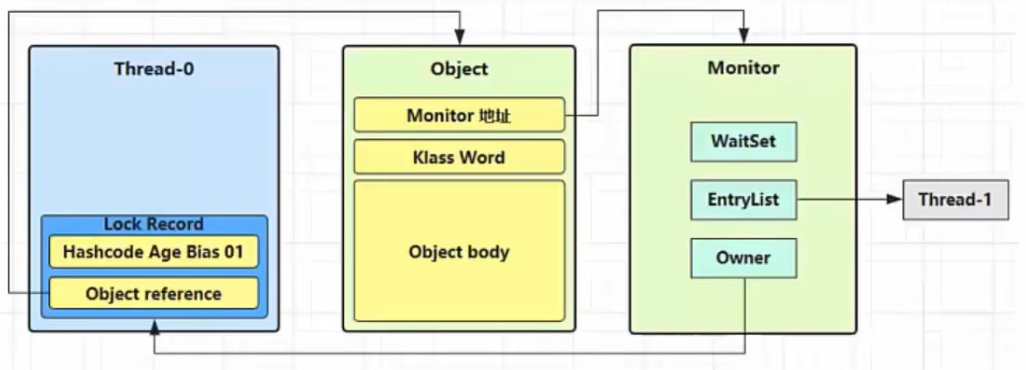 Thread-0
Lock Record
Hashcode Age Bias 01
Object reference
Object
Monitor 地址
Klass Word
Object body
Monitor
WaitSet
EntryList
Owner
Thread-1